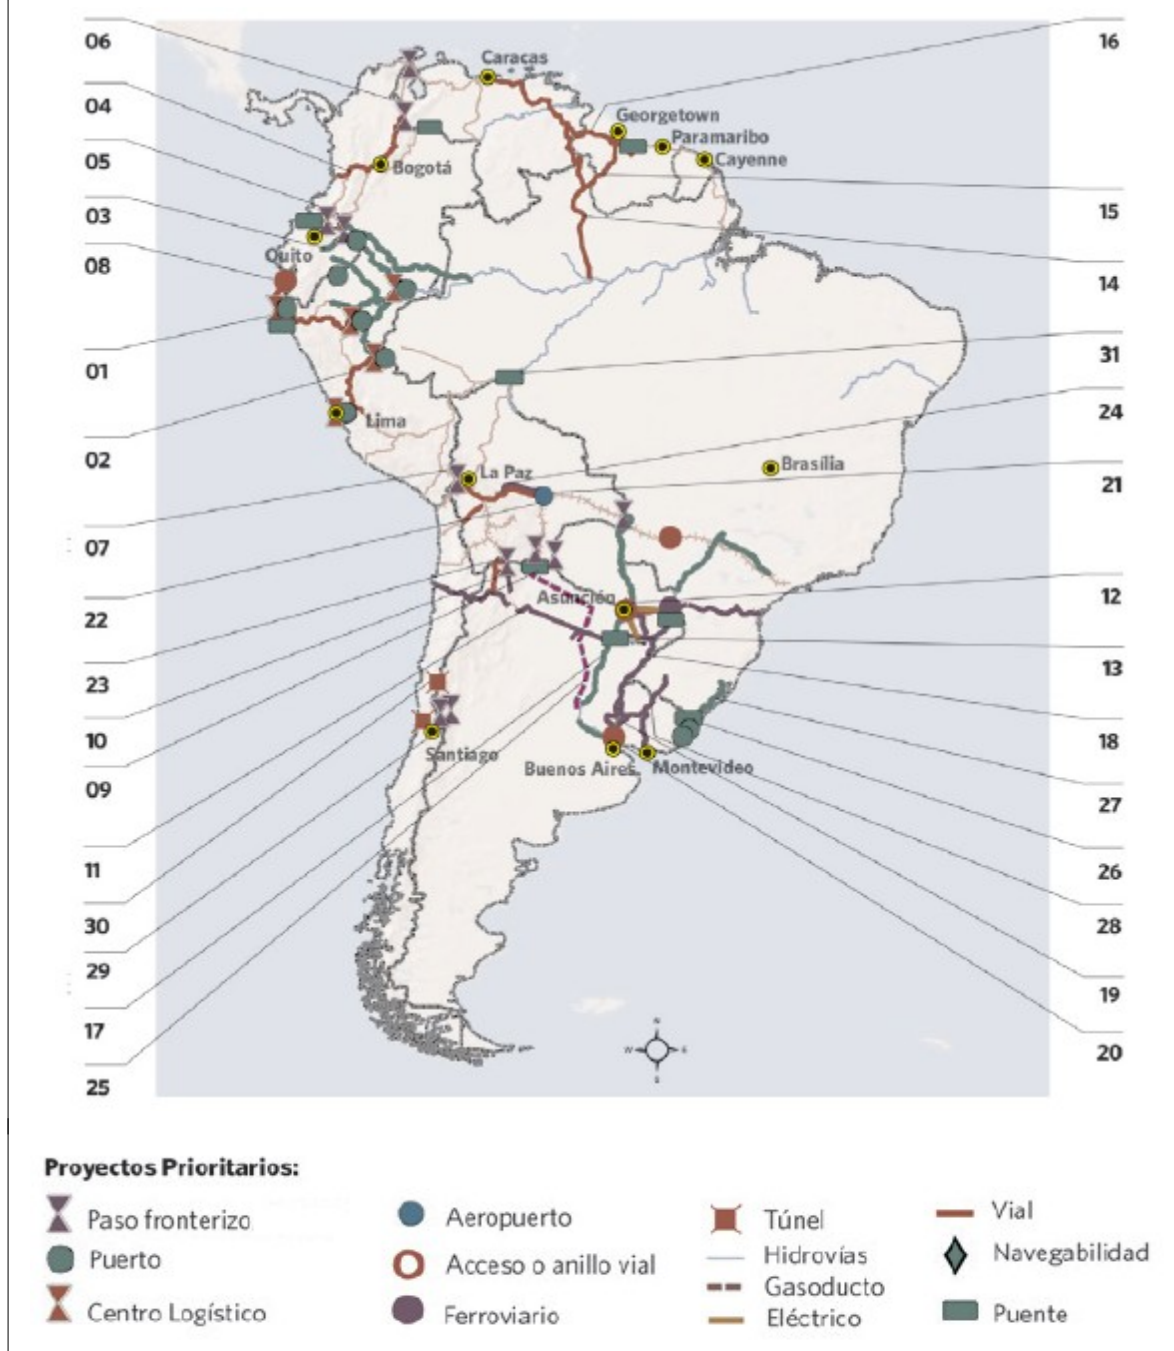 06
16
Caracas
04
Georgetown
Paramaribo
05
Bogotá
Cayenne
03
15
Quito
08
14
01
31
Lima
24
02
La Paz
Brasília
21
07
Asunción
12
22
13
23
18
10
Santiago
Buenos Aires
Montevideo
09
27
11
26
30
28
29
19
17
20
25
N
W
E
S
Proyectos Prioritarios:
Paso fronterizo
Aeropuerto
Túnel
Vial
Puerto
Acceso o anillo vial
Hidrovías
Navegabilidad
Gasoducto
Centro Logístico
Ferroviario
Eléctrico
Puente